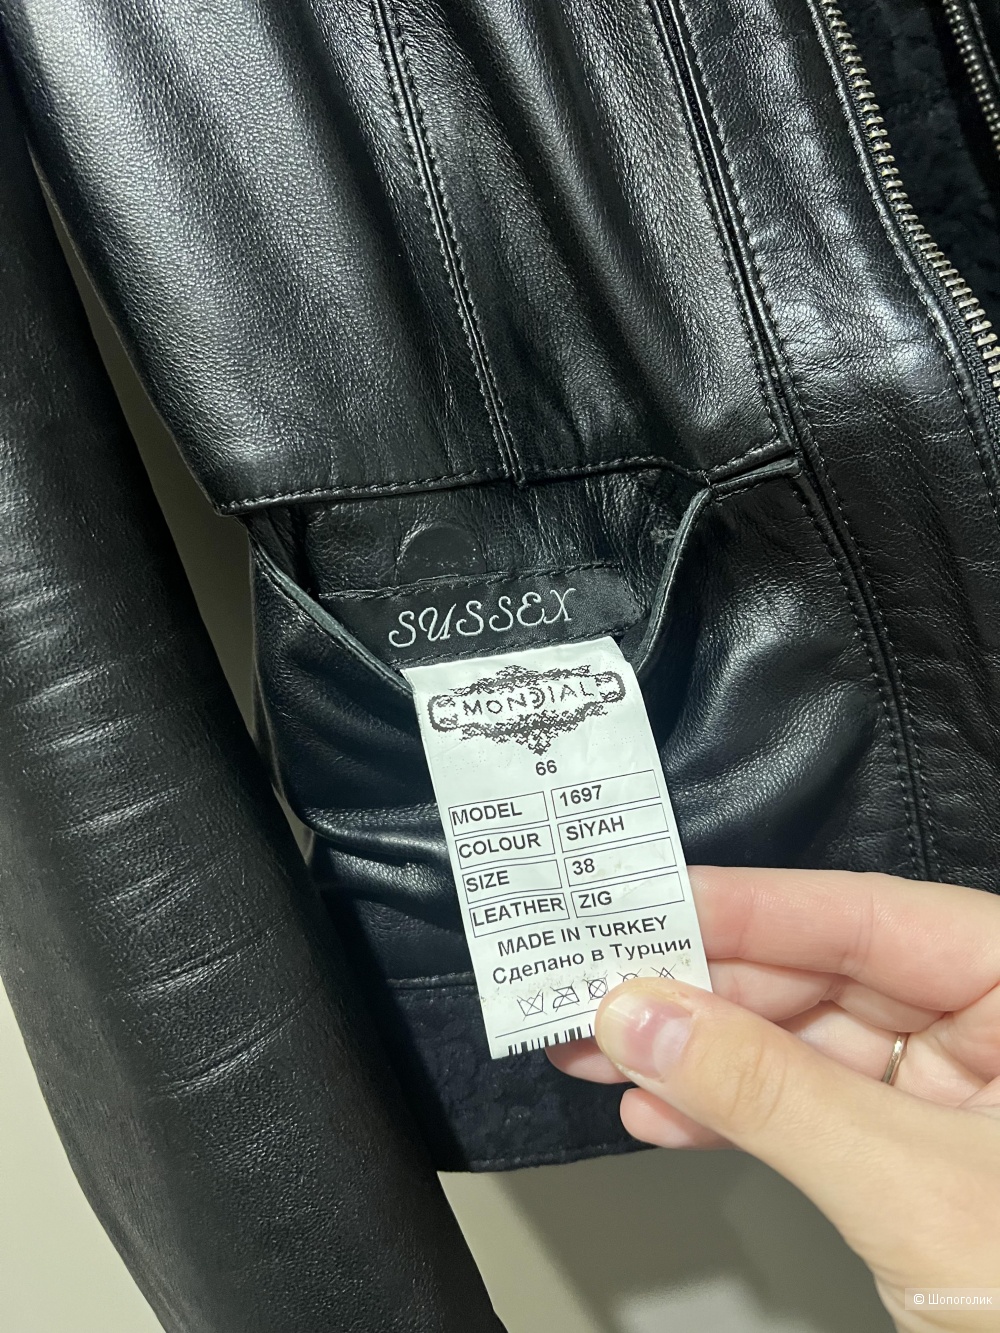 SUSSEX
MONDIAL
66
MODEL 1697
COLOUR SİYAH
SIZE 38
LEATHER ZIG
MADE IN TURKEY
Сделано в Турции
© Шопоголик